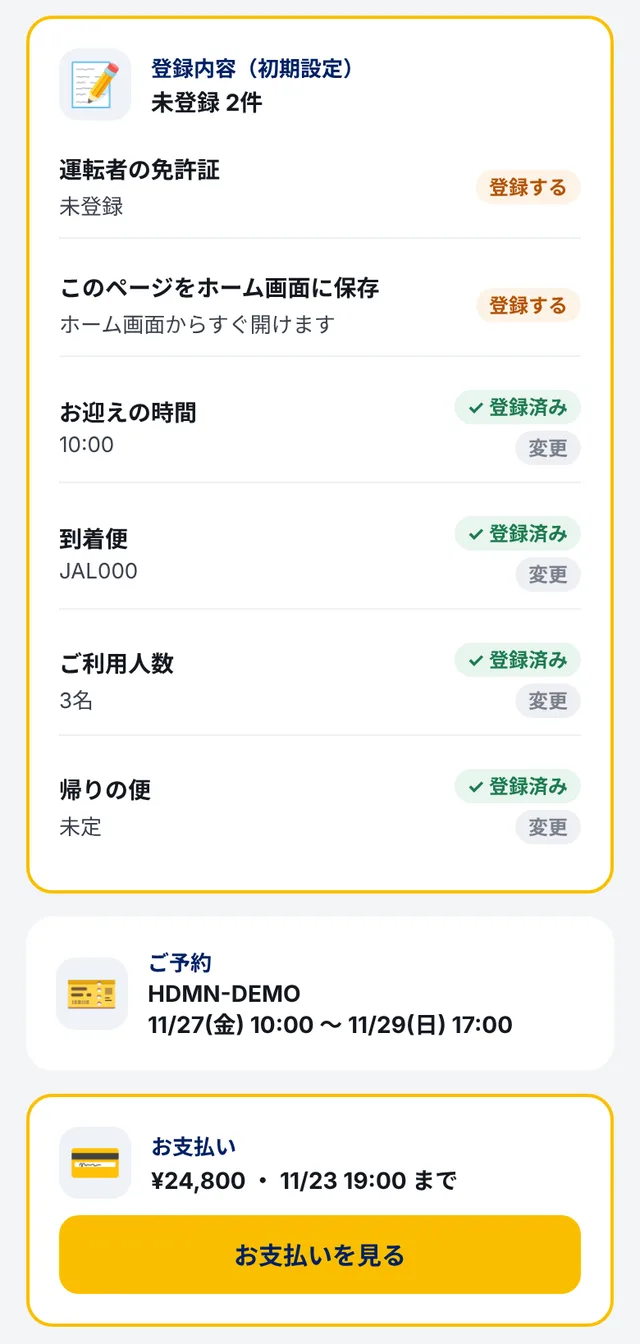 登録内容（初期設定）
未登録 2件
運転者の免許証
未登録
登録する
このページをホーム画面に保存
ホーム画面からすぐ開けます
登録する
お迎えの時間
10:00
✓ 登録済み
変更
到着便
JAL000
✓ 登録済み
変更
ご利用人数
3名
✓ 登録済み
変更
帰りの便
未定
✓ 登録済み
変更
ご予約
HDMN-DEMO
11/27(金) 10:00 〜 11/29(日) 17:00
お支払い
¥24,800 ・ 11/23 19:00 まで
お支払いを見る